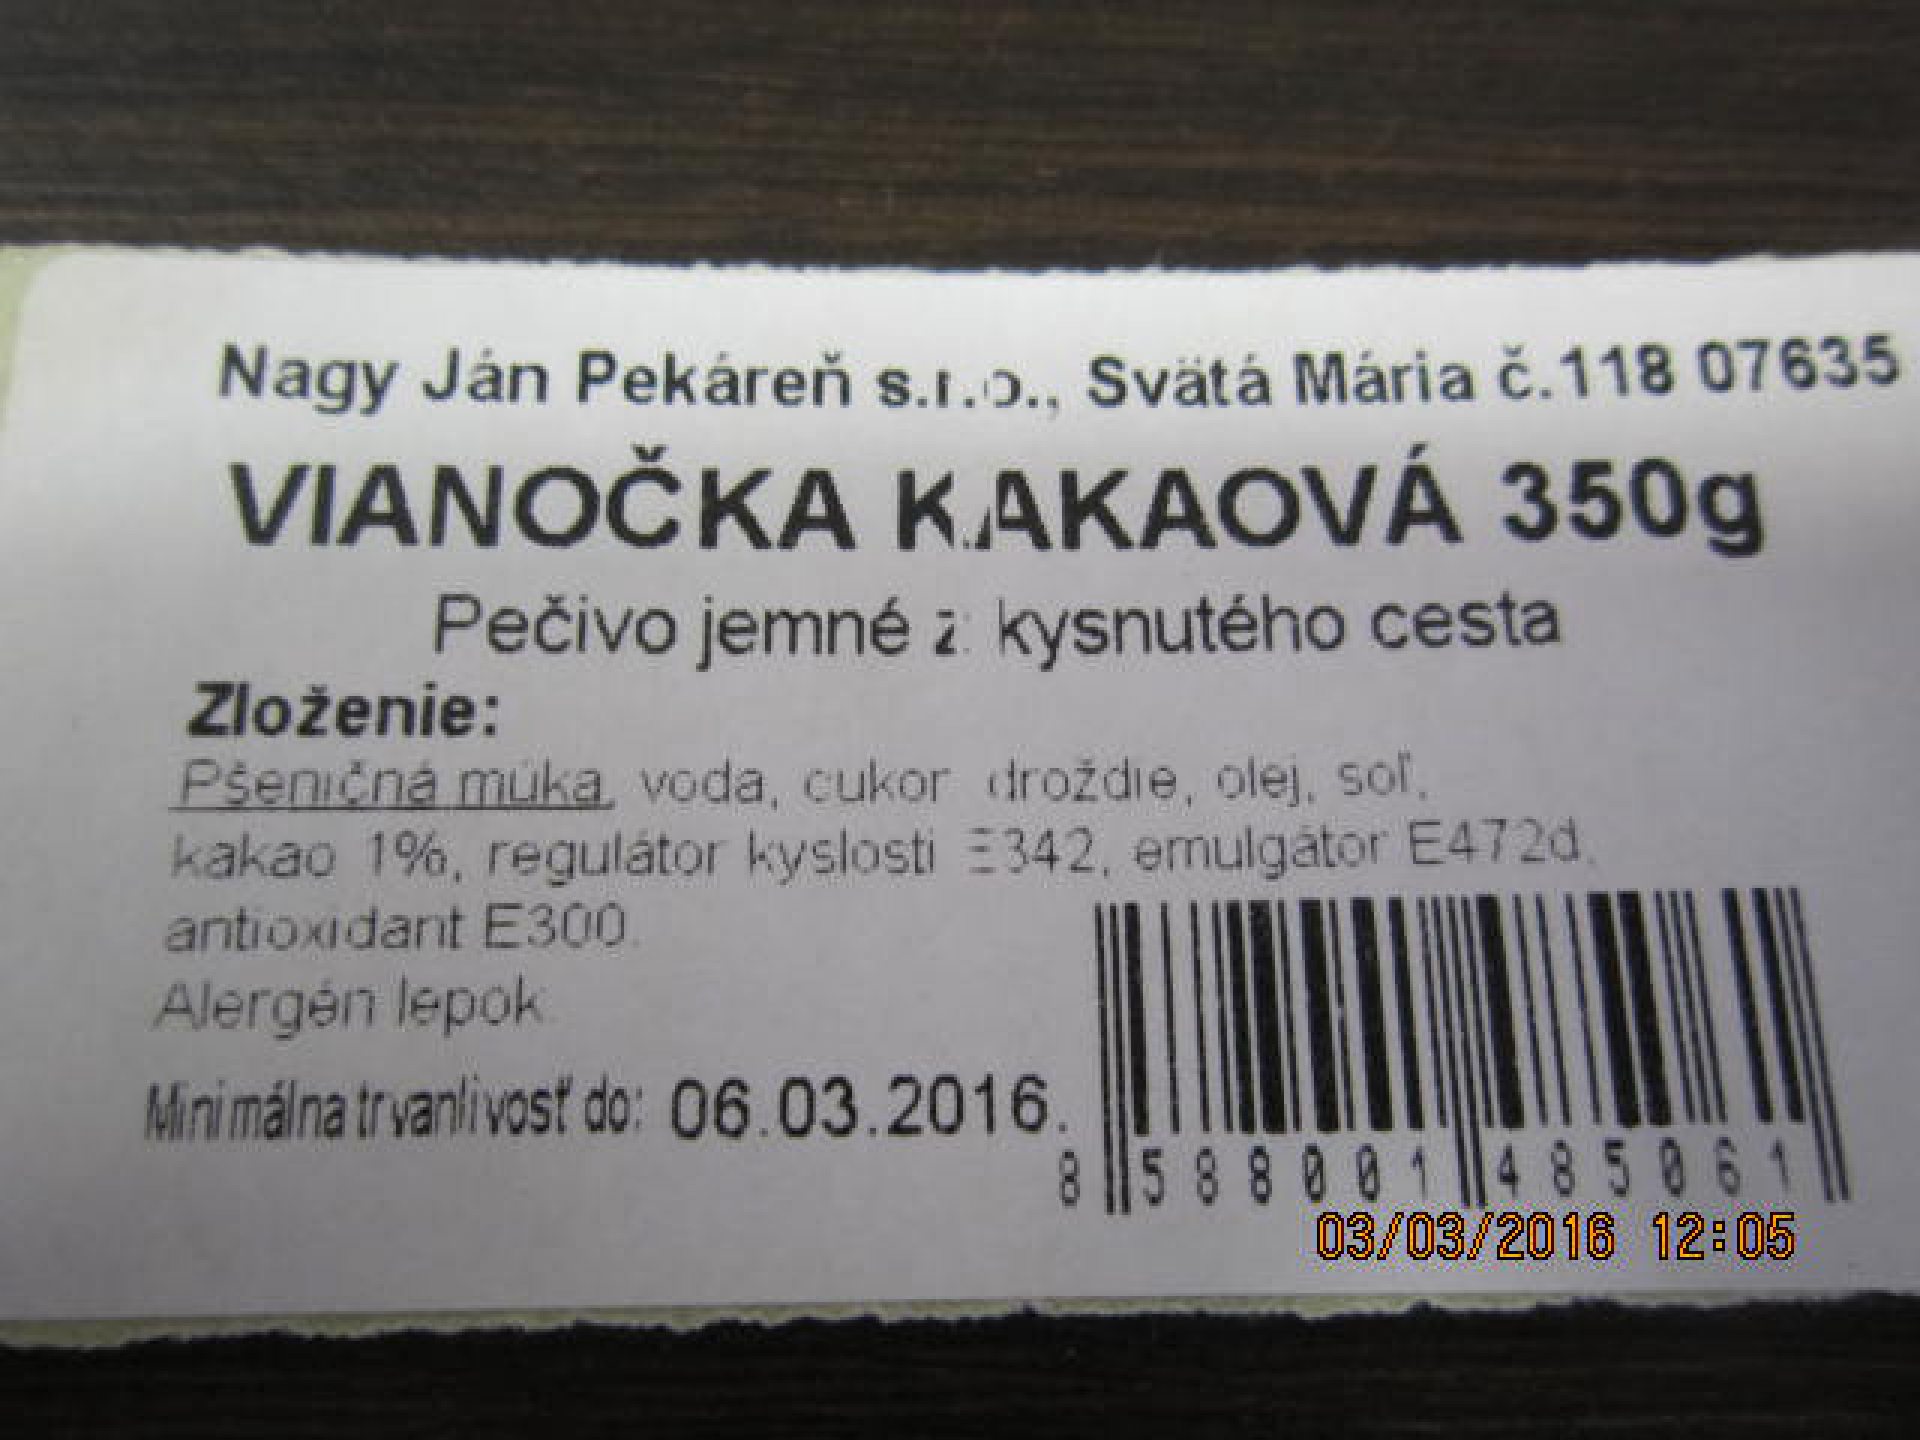 Nagy Ján Pekáreň s.r.o., Svätá Mária č.118 07635
VIANOČKA KAKAOVÁ 350g
Pečivo jemné z kysnutého cesta
Zloženie:
Pšeničná múka, voda, cukor droždie, olej, soľ,
kakao 1%, regulátor kyslosti E342, emulgátor E472d,
antioxidant E300.
Alergén lepok.
Minimálna trvanlivosť do: 06.03.2016.
8 588001 485061
03/03/2016 12:05